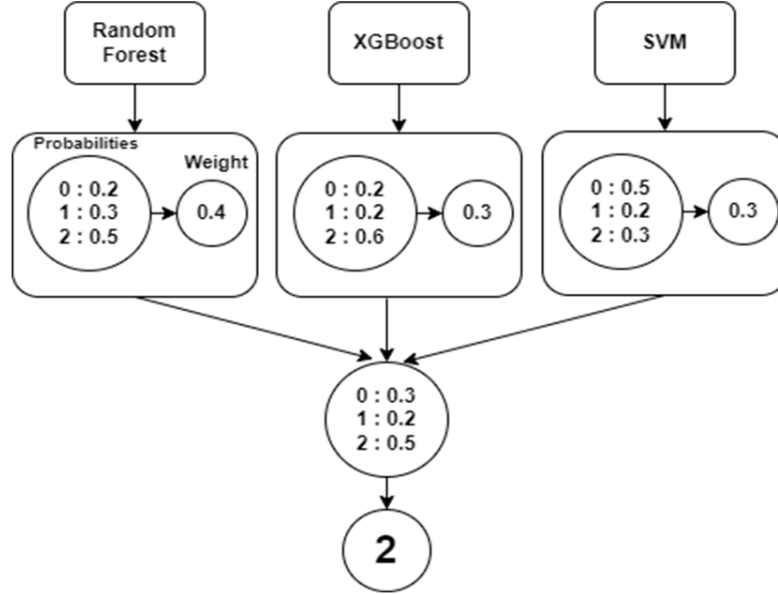 Random
Forest
XGBoost
SVM
Probabilities
Weight
0 : 0.2
1 : 0.3
2 : 0.5
0.4
0 : 0.2
1 : 0.2
2 : 0.6
0.3
0 : 0.5
1 : 0.2
2 : 0.3
0.3
0 : 0.3
1 : 0.2
2 : 0.5
2